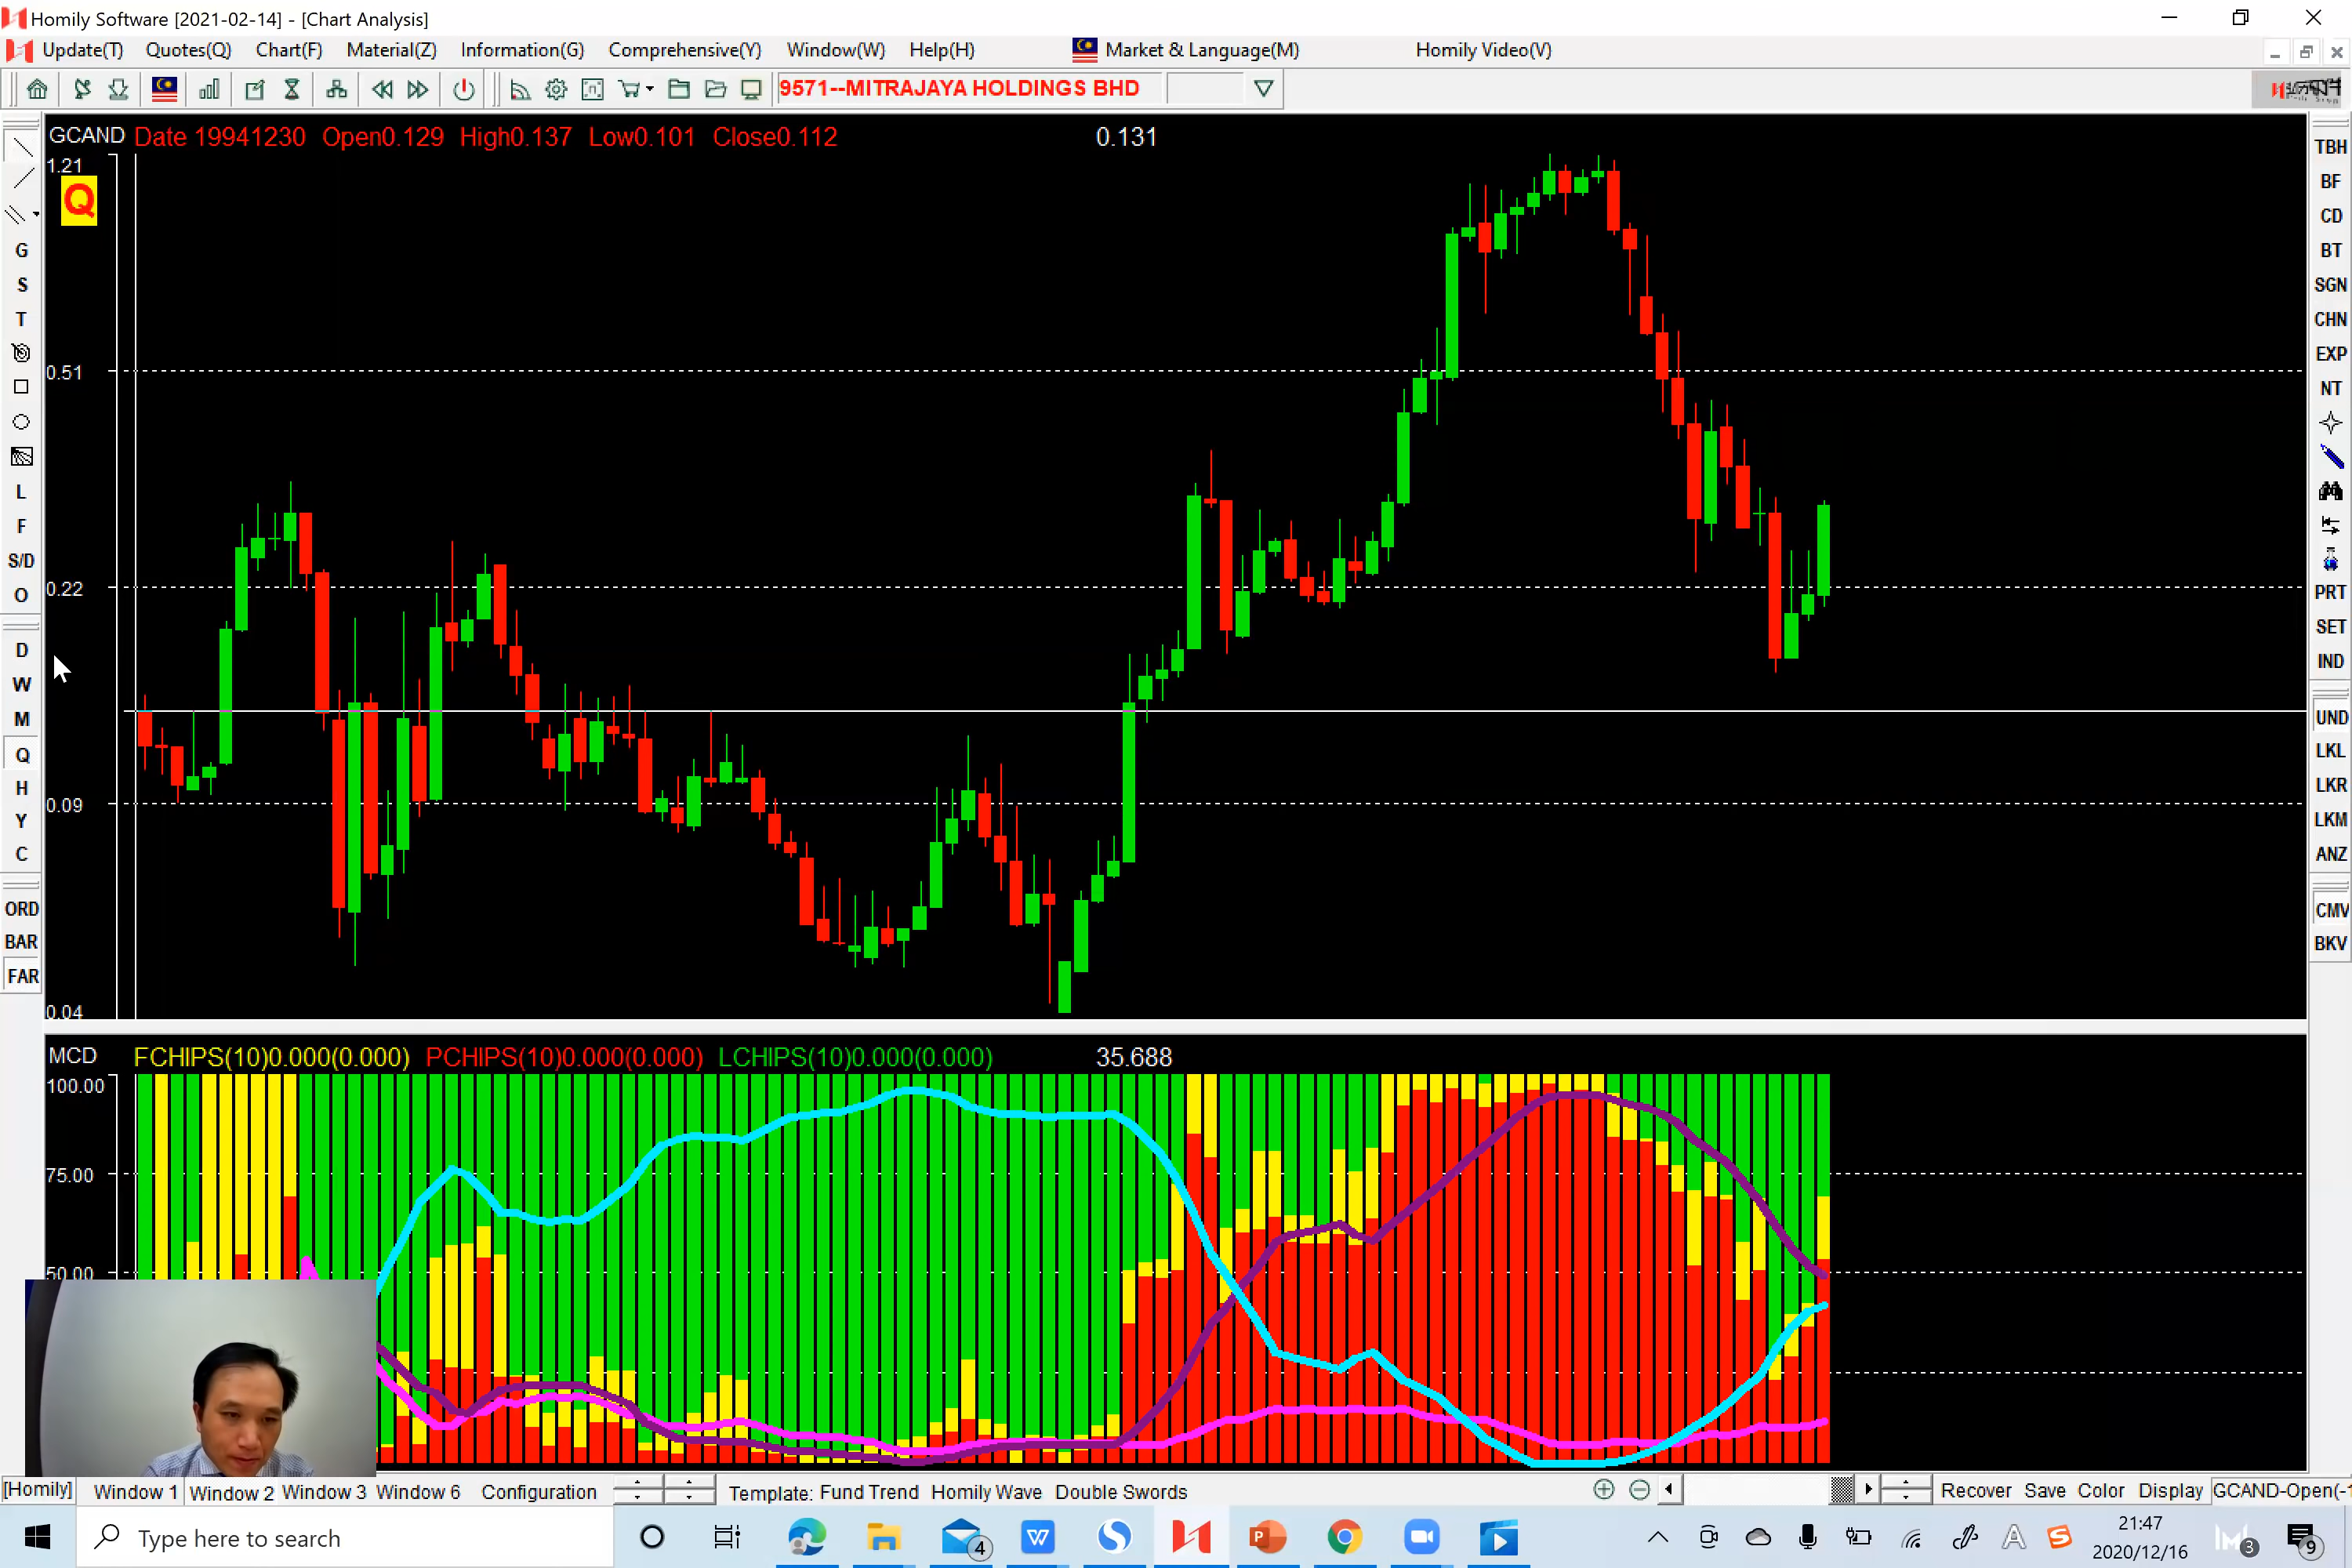 Homily Software [2021-02-14] - [Chart Analysis]
Update(T) Quotes(Q) Chart(F) Material(Z) Information(G) Comprehensive(Y) Window(W) Help(H) Market & Language(M) Homily Video(V)
9571--MITRAJAYA HOLDINGS BHD
GCAND Date 19941230 Open0.129 High0.137 Low0.101 Close0.112 0.131
1.21
Q
0.51
0.22
0.09
0.04
G
S
T
L
F
S/D
O
D
W
M
Q
H
Y
C
ORD
BAR
FAR
TBH
BF
CD
BT
SGN
CHN
EXP
NT
PRT
SET
IND
UND
LKL
LKR
LKM
ANZ
CMV
BKV
MCD FCHIPS(10)0.000(0.000) PCHIPS(10)0.000(0.000) LCHIPS(10)0.000(0.000) 35.688
100.00
75.00
50.00
[Homily] Window 1 Window 2 Window 3 Window 6 Configuration Template: Fund Trend Homily Wave Double Swords Recover Save Color Display GCAND-Open(-1
Type here to search
4
21:47
2020/12/16
3
9